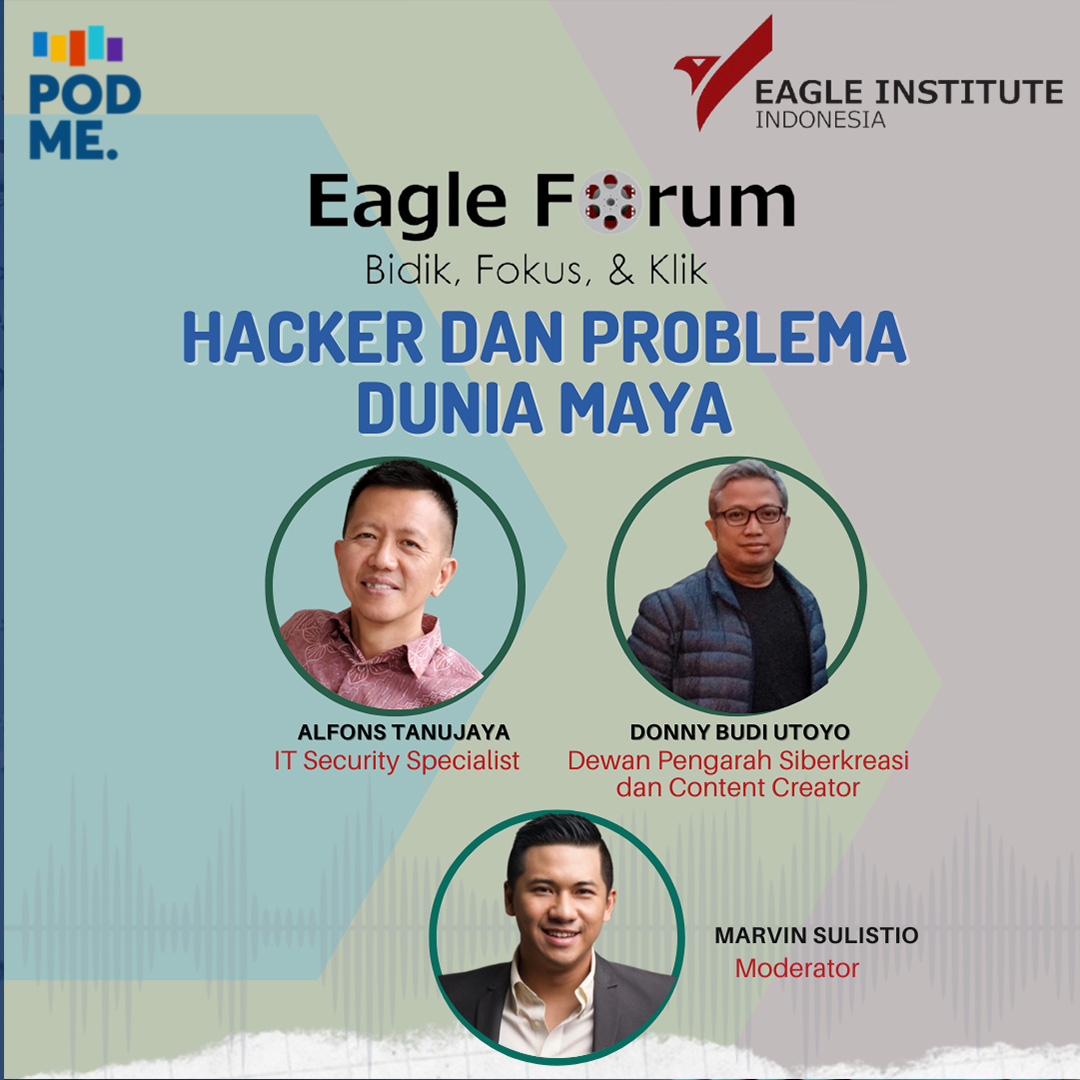 POD
ME.
EAGLE INSTITUTE
INDONESIA
Eagle Forum
Bidik, Fokus, & Klik
HACKER DAN PROBLEMA
DUNIA MAYA
ALFONS TANUJAYA
IT Security Specialist
DONNY BUDI UTOYO
Dewan Pengarah Siberkreasi
dan Content Creator
MARVIN SULISTIO
Moderator